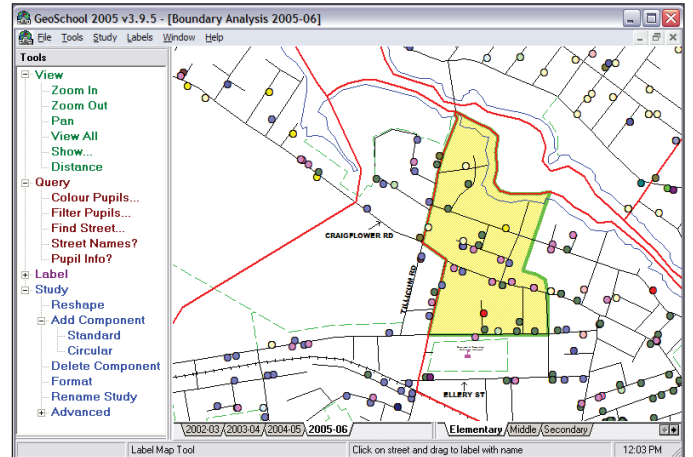 GeoSchool 2005 v3.9.5 - [Boundary Analysis 2005-06]
File Tools Study Labels Window Help
Tools
View
Zoom In
Zoom Out
Pan
View All
Show...
Distance
Query
Colour Pupils...
Filter Pupils...
Find Street...
Street Names?
Pupil Info?
Label
Study
Reshape
Add Component
Standard
Circular
Delete Component
Format
Rename Study
Advanced
CRAIGFLOWER RD
TILLICUM RD
ELLERY ST
2002-03 2003-04 2004-05 2005-06
Elementary Middle Secondary
Label Map Tool
Click on street and drag to label with name
12:03 PM